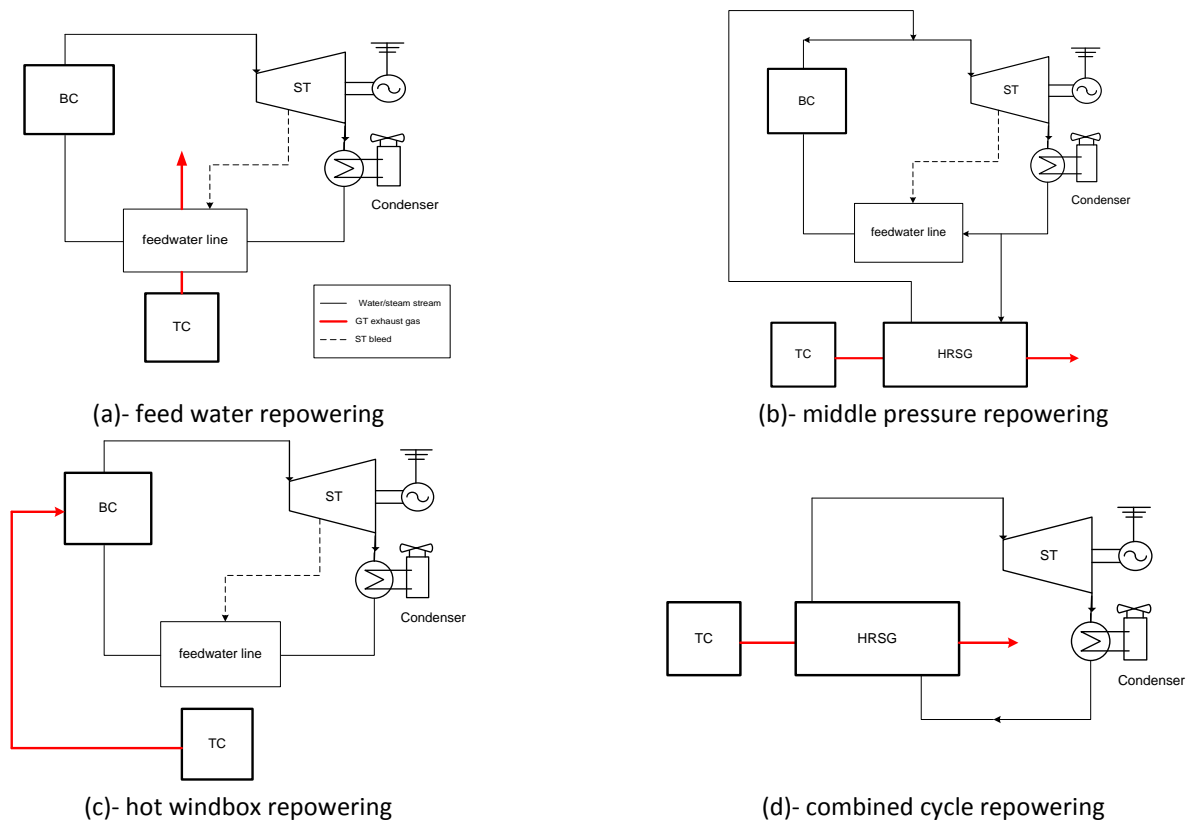 BC
ST
Condenser
feedwater line
TC
Water/steam stream
GT exhaust gas
ST bleed
(a)- feed water repowering
BC
ST
Condenser
feedwater line
TC
HRSG
(b)- middle pressure repowering
BC
ST
Condenser
feedwater line
TC
(c)- hot windbox repowering
ST
TC
HRSG
Condenser
(d)- combined cycle repowering